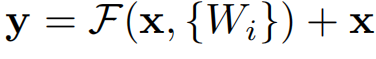 y = F(x, {W_i}) + x